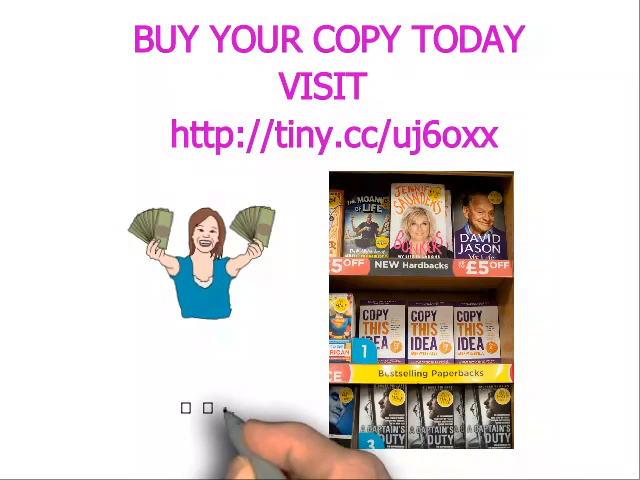 BUY YOUR COPY TODAY
VISIT
http://tiny.cc/uj6oxx
THE MOANING OF LIFE
JENNIFER SAUNDERS
BONKERS
DAVID JASON
My Life
£5 OFF
NEW Hardbacks
£5 OFF
COPY THIS IDEA
COPY THIS IDEA
COPY THIS IDEA
1
Bestselling Paperbacks
A CAPTAIN'S DUTY
A CAPTAIN'S DUTY
A CAPTAIN'S DUTY
3